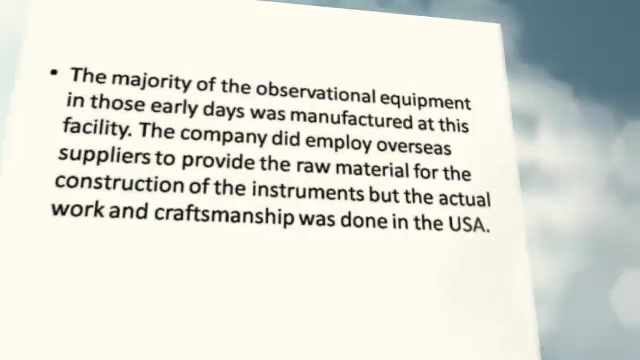 • The majority of the observational equipment
in those early days was manufactured at this
facility. The company did employ overseas
suppliers to provide the raw material for the
construction of the instruments but the actual
work and craftsmanship was done in the USA.